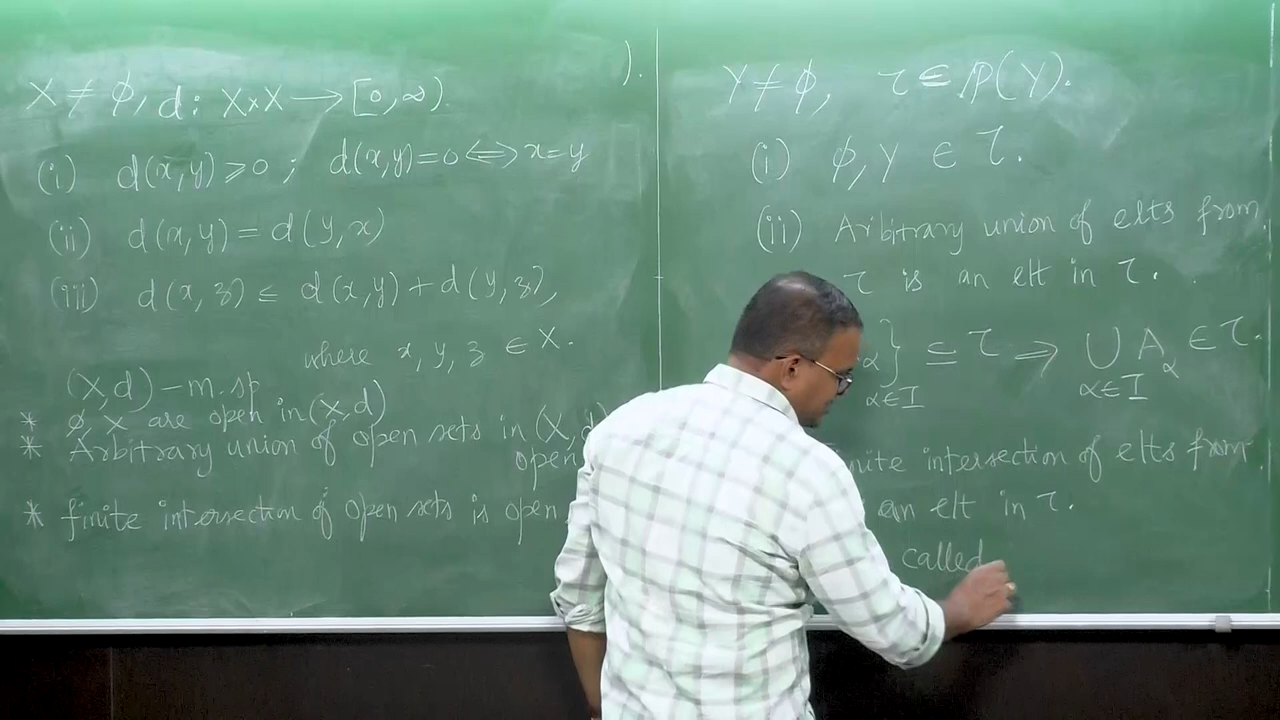 X ≠ ϕ, d: X×X → [0, ∞).
(i) d(x,y) ≥ 0 ; d(x,y) = 0 ⇔ x = y
(ii) d(x,y) = d(y,x)
(iii) d(x,z) ≤ d(x,y) + d(y,z),
where x, y, z ∈ X.
(X,d) – m.sp
* ϕ, X are open in (X,d)
* Arbitrary union of open sets in (X,d)
open
* finite intersection of open sets is open
).
Y ≠ ϕ, τ ⊆ P(Y).
(i) ϕ, Y ∈ τ.
(ii) Arbitrary union of elts from
τ is an elt in τ.
α}α∈I ⊆ τ ⇒ ∪α∈I Aα ∈ τ.
nite intersection of elts from
an elt in τ.
called